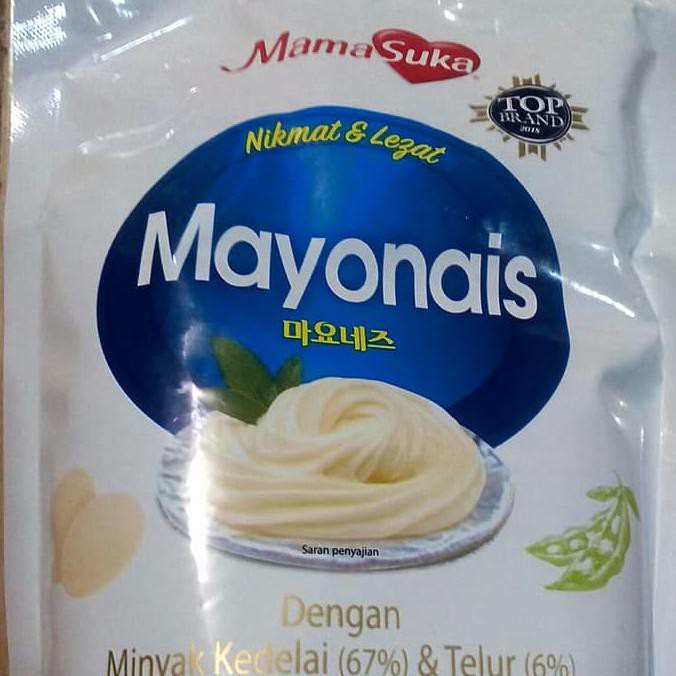 MamaSuka
TOP
BRAND
2018
Nikmat & Lezat
Mayonais
마요네즈
Saran penyajian
Dengan
Minyak Kedelai (67%) & Telur (6%)